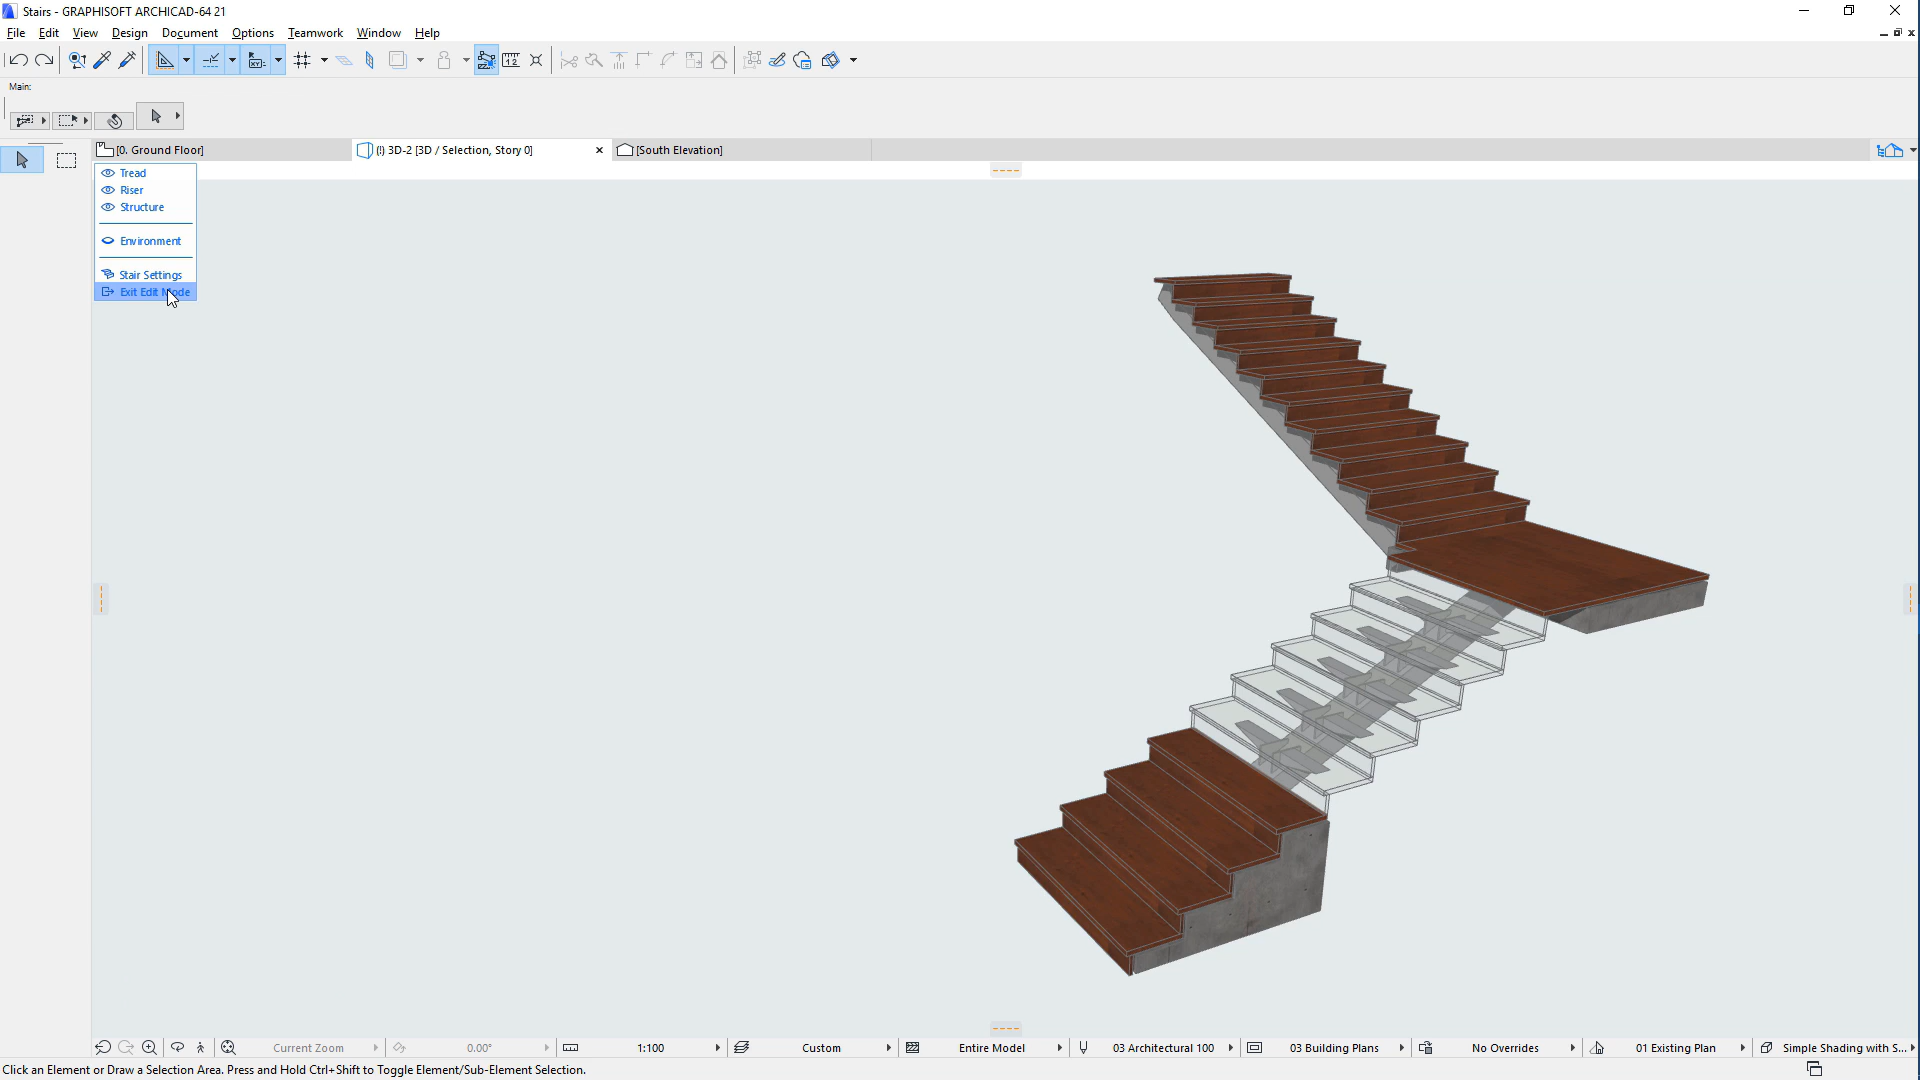 Stairs - GRAPHISOFT ARCHICAD-64 21
File Edit View Design Document Options Teamwork Window Help
Main:
[0. Ground Floor]
(!) 3D-2 [3D / Selection, Story 0]
[South Elevation]
Tread
Riser
Structure
Environment
Stair Settings
Exit Edit Mode
Current Zoom
0.00°
1:100
Custom
Entire Model
03 Architectural 100
03 Building Plans
No Overrides
01 Existing Plan
Simple Shading with S...
Click an Element or Draw a Selection Area. Press and Hold Ctrl+Shift to Toggle Element/Sub-Element Selection.